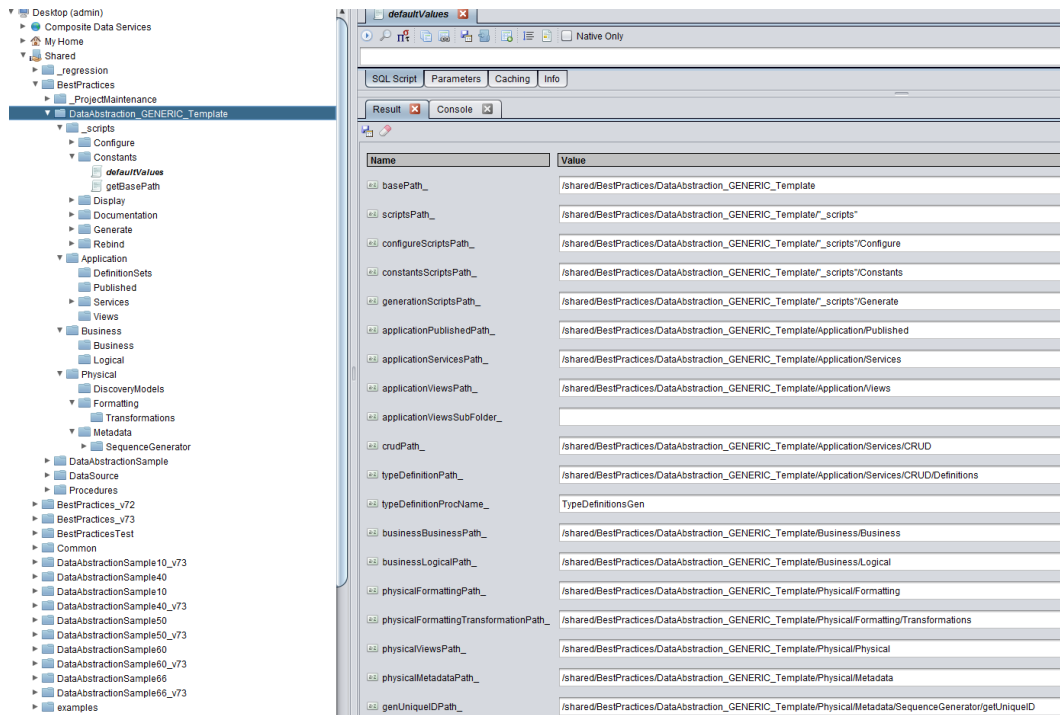 Desktop (admin)
Composite Data Services
My Home
Shared
_regression
BestPractices
_ProjectMaintenance
DataAbstraction_GENERIC_Template
_scripts
Configure
Constants
defaultValues
getBasePath
Display
Documentation
Generate
Rebind
Application
DefinitionSets
Published
Services
Views
Business
Business
Logical
Physical
DiscoveryModels
Formatting
Transformations
Metadata
SequenceGenerator
DataAbstractionSample
DataSource
Procedures
BestPractices_v72
BestPractices_v73
BestPracticesTest
Common
DataAbstractionSample10_v73
DataAbstractionSample40
DataAbstractionSample10
DataAbstractionSample40_v73
DataAbstractionSample50
DataAbstractionSample50_v73
DataAbstractionSample60
DataAbstractionSample60_v73
DataAbstractionSample66
DataAbstractionSample66_v73
examples
defaultValues
Native Only
SQL Script Parameters Caching Info
Result Console
Name Value
basePath_ /shared/BestPractices/DataAbstraction_GENERIC_Template
scriptsPath_ /shared/BestPractices/DataAbstraction_GENERIC_Template/"_scripts"
configureScriptsPath_ /shared/BestPractices/DataAbstraction_GENERIC_Template/"_scripts"/Configure
constantsScriptsPath_ /shared/BestPractices/DataAbstraction_GENERIC_Template/"_scripts"/Constants
generationScriptsPath_ /shared/BestPractices/DataAbstraction_GENERIC_Template/"_scripts"/Generate
applicationPublishedPath_ /shared/BestPractices/DataAbstraction_GENERIC_Template/Application/Published
applicationServicesPath_ /shared/BestPractices/DataAbstraction_GENERIC_Template/Application/Services
applicationViewsPath_ /shared/BestPractices/DataAbstraction_GENERIC_Template/Application/Views
applicationViewsSubFolder_
crudPath_ /shared/BestPractices/DataAbstraction_GENERIC_Template/Application/Services/CRUD
typeDefinitionPath_ /shared/BestPractices/DataAbstraction_GENERIC_Template/Application/Services/CRUD/Definitions
typeDefinitionProcName_ TypeDefinitionsGen
businessBusinessPath_ /shared/BestPractices/DataAbstraction_GENERIC_Template/Business/Business
businessLogicalPath_ /shared/BestPractices/DataAbstraction_GENERIC_Template/Business/Logical
physicalFormattingPath_ /shared/BestPractices/DataAbstraction_GENERIC_Template/Physical/Formatting
physicalFormattingTransformationPath_ /shared/BestPractices/DataAbstraction_GENERIC_Template/Physical/Formatting/Transformations
physicalViewsPath_ /shared/BestPractices/DataAbstraction_GENERIC_Template/Physical/Physical
physicalMetadataPath_ /shared/BestPractices/DataAbstraction_GENERIC_Template/Physical/Metadata
genUniqueIDPath_ /shared/BestPractices/DataAbstraction_GENERIC_Template/Physical/Metadata/SequenceGenerator/getUniqueID